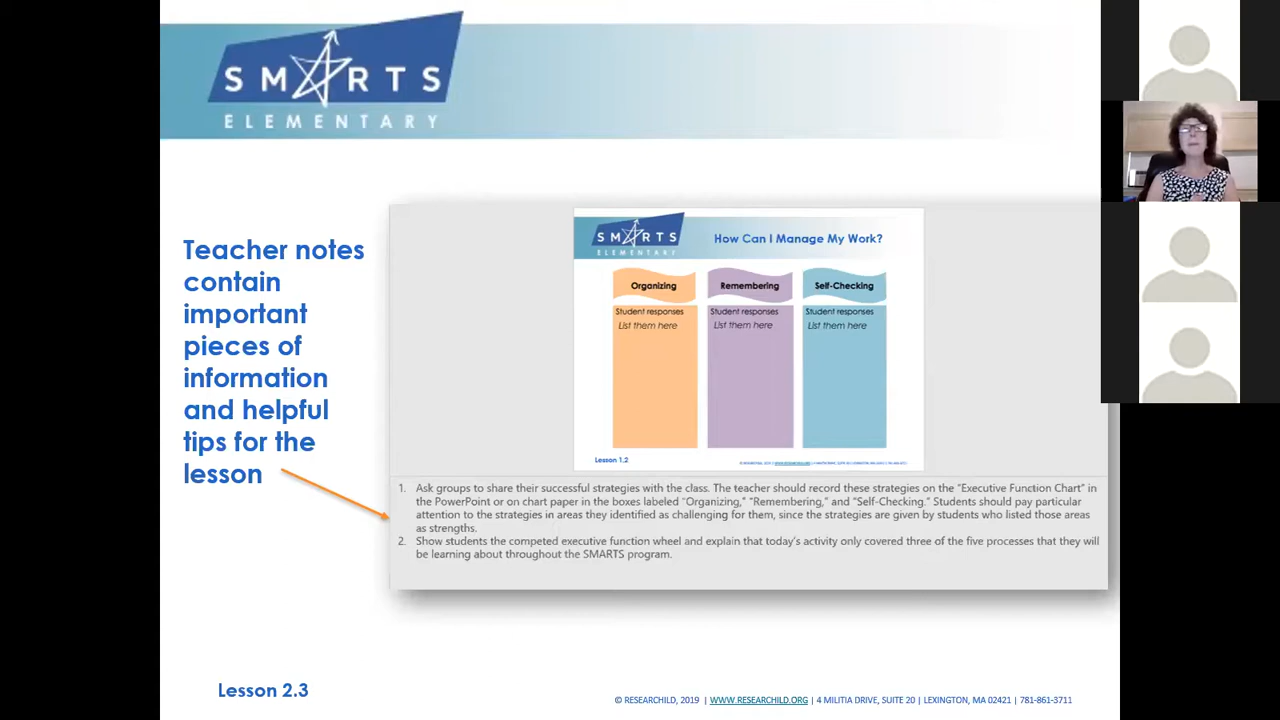 SMARTS
ELEMENTARY
Teacher notes
contain
important
pieces of
information
and helpful
tips for the
lesson
SMARTS
ELEMENTARY
How Can I Manage My Work?
Organizing
Remembering
Self-Checking
Student responses
Student responses
Student responses
List them here
List them here
List them here
Lesson 1.2
1. Ask groups to share their successful strategies with the class. The teacher should record these strategies on the "Executive Function Chart" in
the PowerPoint or on chart paper in the boxes labeled "Organizing," "Remembering," and "Self-Checking." Students should pay particular
attention to the strategies in areas they identified as challenging for them, since the strategies are given by students who listed those areas
as strengths.
2. Show students the competed executive function wheel and explain that today's activity only covered three of the five processes that they will
be learning about throughout the SMARTS program.
Lesson 2.3
© RESEARCHILD, 2019 | WWW.RESEARCHILD.ORG | 4 MILITIA DRIVE, SUITE 20 | LEXINGTON, MA 02421 | 781-861-3711